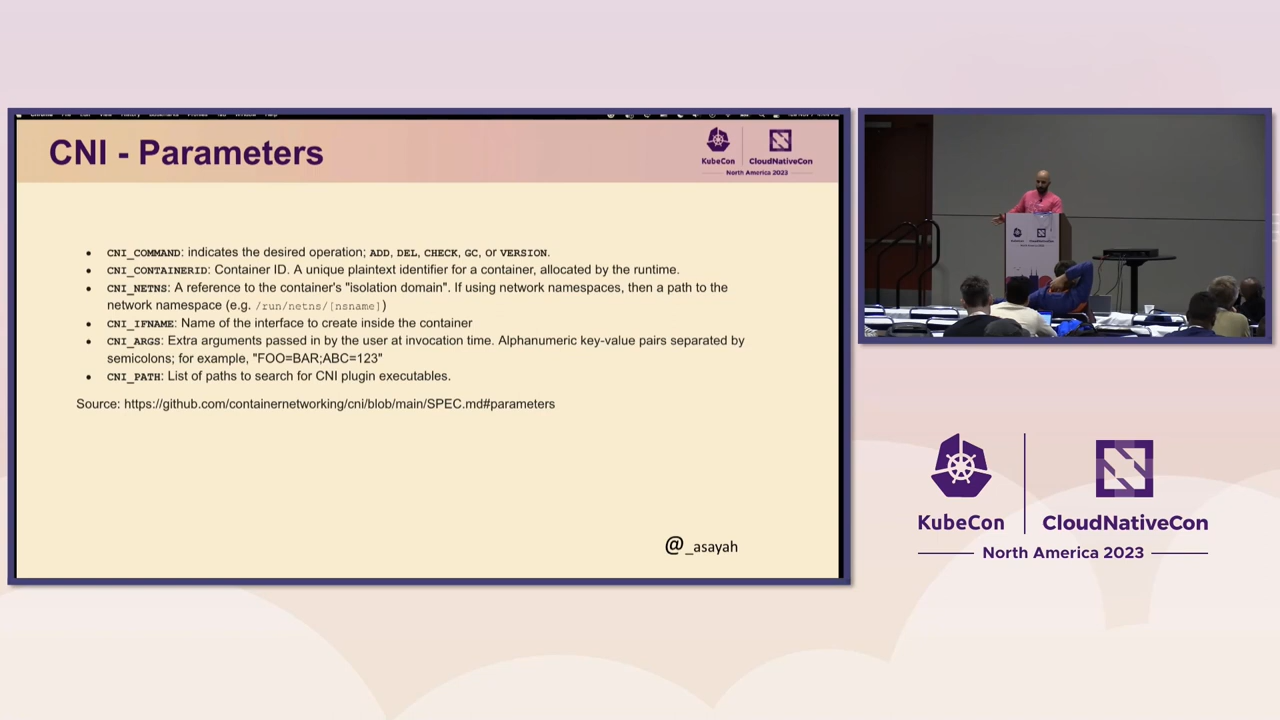 CNI - Parameters
KubeCon
CloudNativeCon
North America 2023
• CNI_COMMAND: indicates the desired operation; ADD, DEL, CHECK, GC, or VERSION.
• CNI_CONTAINERID: Container ID. A unique plaintext identifier for a container, allocated by the runtime.
• CNI_NETNS: A reference to the container's "isolation domain". If using network namespaces, then a path to the
network namespace (e.g. /run/netns/[nsname])
• CNI_IFNAME: Name of the interface to create inside the container
• CNI_ARGS: Extra arguments passed in by the user at invocation time. Alphanumeric key-value pairs separated by
semicolons; for example, "FOO=BAR;ABC=123"
• CNI_PATH: List of paths to search for CNI plugin executables.
Source: https://github.com/containernetworking/cni/blob/main/SPEC.md#parameters
@_asayah
KubeCon
CloudNativeCon
North America 2023